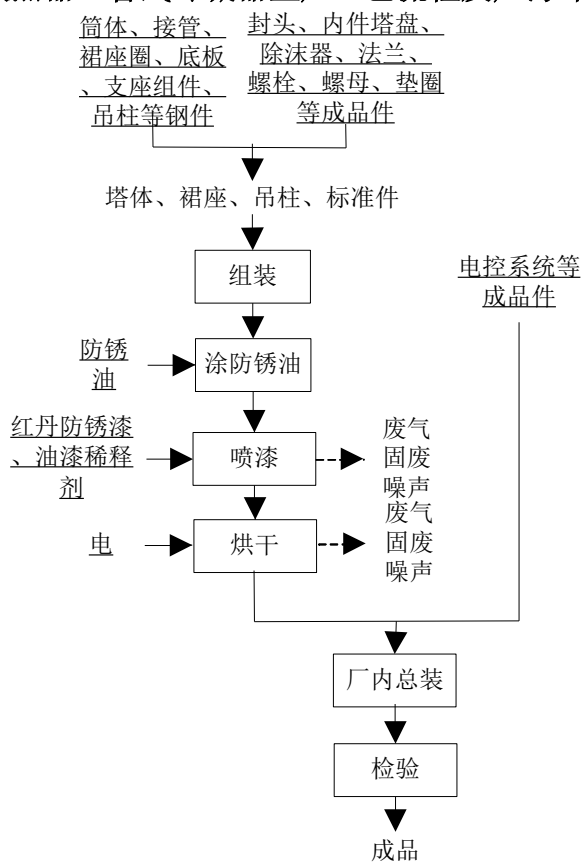 筒体、接管、
裙座圈、底板
、支座组件、
吊柱等钢件
封头、内件塔盘、
除沫器、法兰、
螺栓、螺母、垫圈
等成品件
塔体、裙座、吊柱、标准件
组装
电控系统等
成品件
防锈
油
涂防锈油
红丹防锈漆
、油漆稀释
剂
喷漆
废气
固废
噪声
电
烘干
废气
固废
噪声
厂内总装
检验
成品